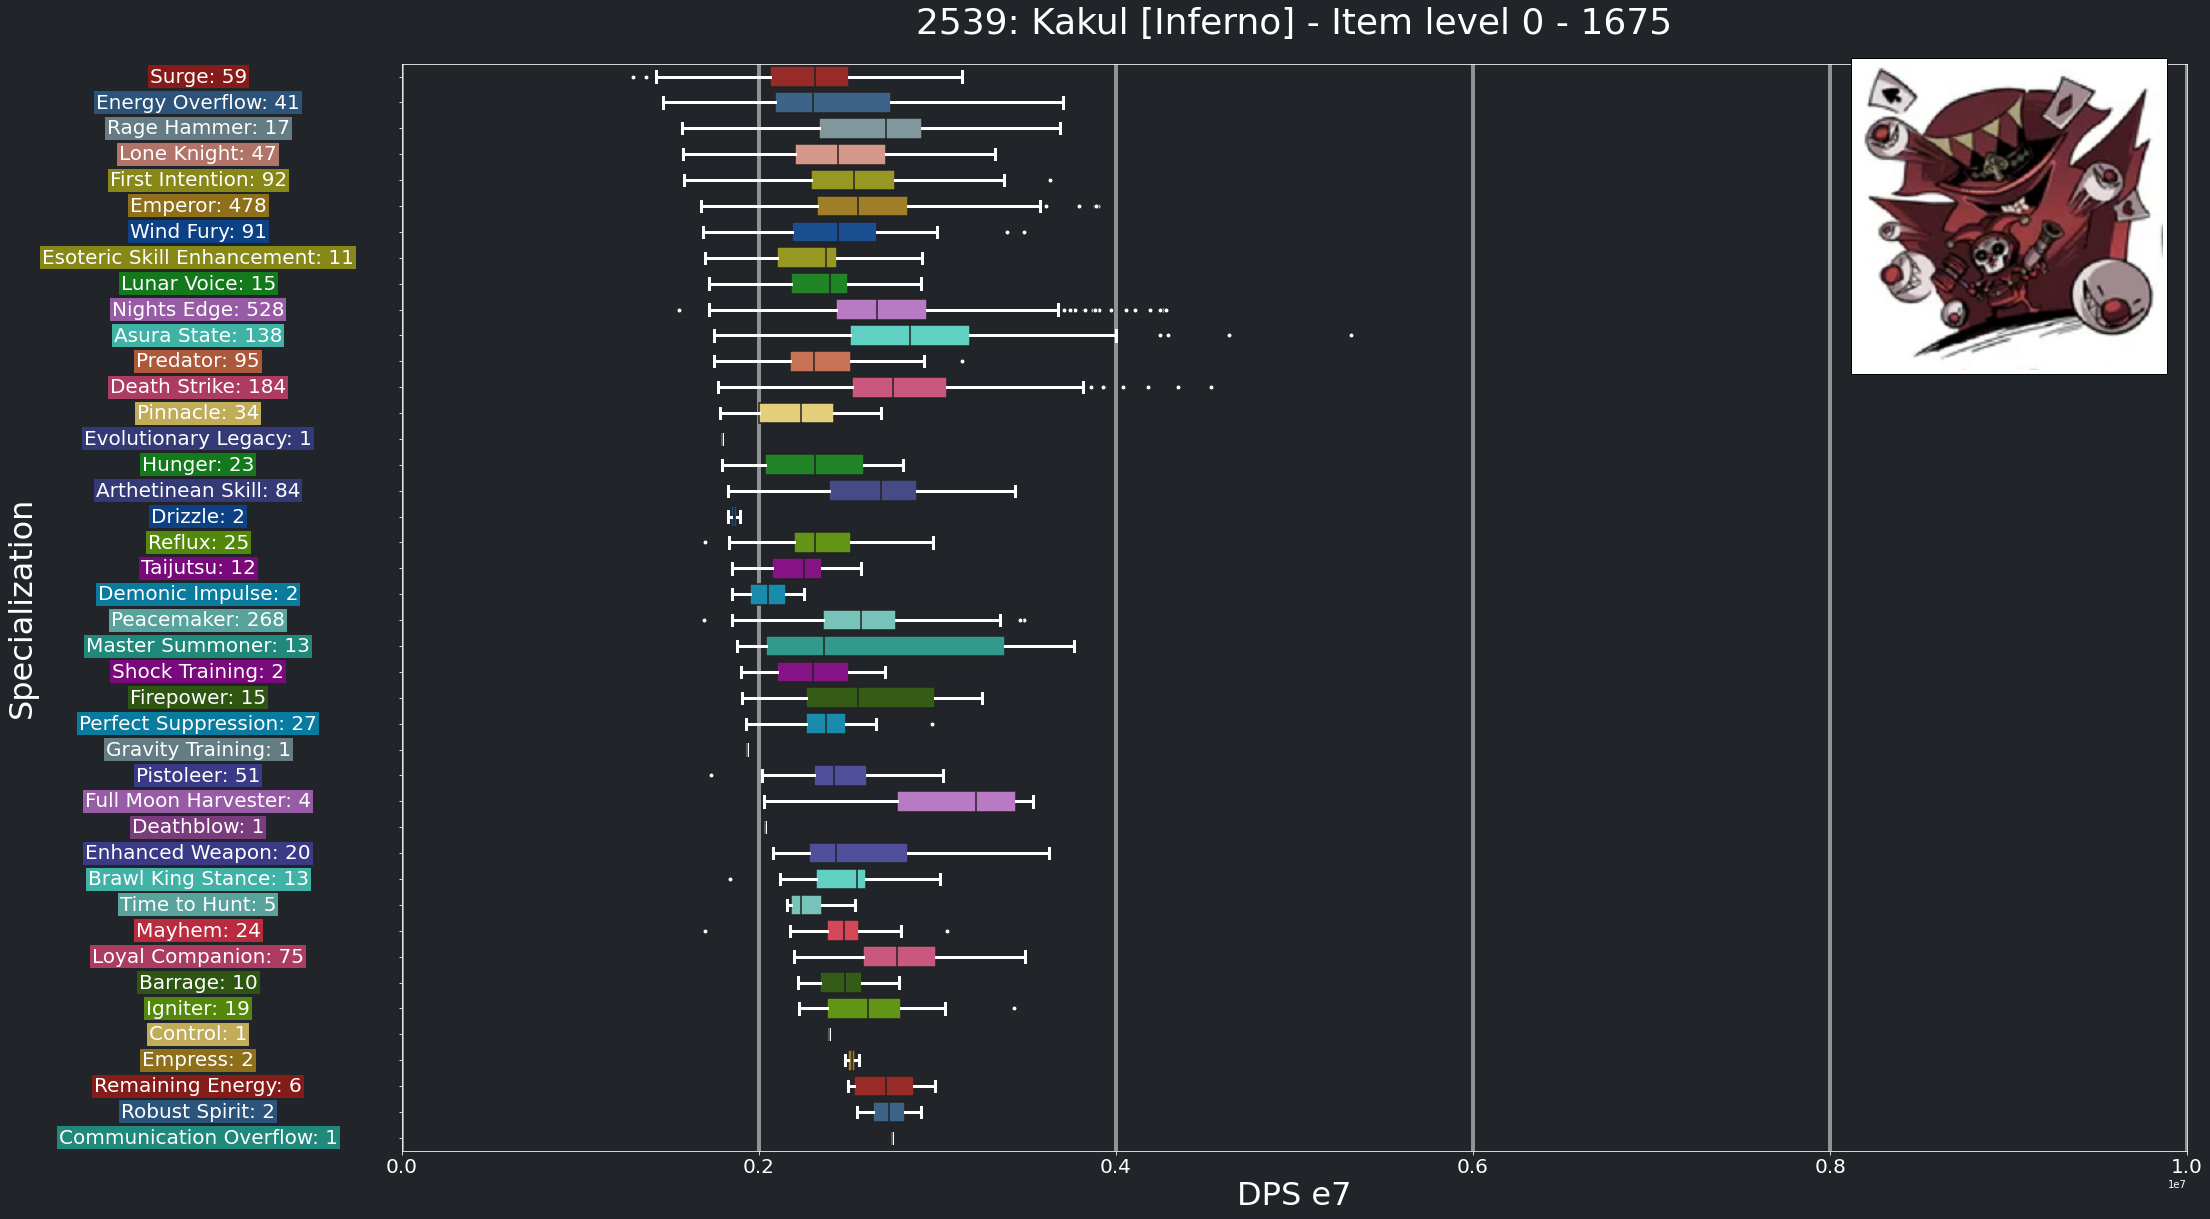 2539: Kakul [Inferno] - Item level 0 - 1675
Surge: 59
Energy Overflow: 41
Rage Hammer: 17
Lone Knight: 47
First Intention: 92
Emperor: 478
Wind Fury: 91
Esoteric Skill Enhancement: 11
Lunar Voice: 15
Nights Edge: 528
Asura State: 138
Predator: 95
Death Strike: 184
Pinnacle: 34
Evolutionary Legacy: 1
Hunger: 23
Arthetinean Skill: 84
Drizzle: 2
Reflux: 25
Taijutsu: 12
Demonic Impulse: 2
Peacemaker: 268
Master Summoner: 13
Shock Training: 2
Firepower: 15
Perfect Suppression: 27
Gravity Training: 1
Pistoleer: 51
Full Moon Harvester: 4
Deathblow: 1
Enhanced Weapon: 20
Brawl King Stance: 13
Time to Hunt: 5
Mayhem: 24
Loyal Companion: 75
Barrage: 10
Igniter: 19
Control: 1
Empress: 2
Remaining Energy: 6
Robust Spirit: 2
Communication Overflow: 1
Specialization
0.0 0.2 0.4 0.6 0.8 1.0
1e7
DPS e7